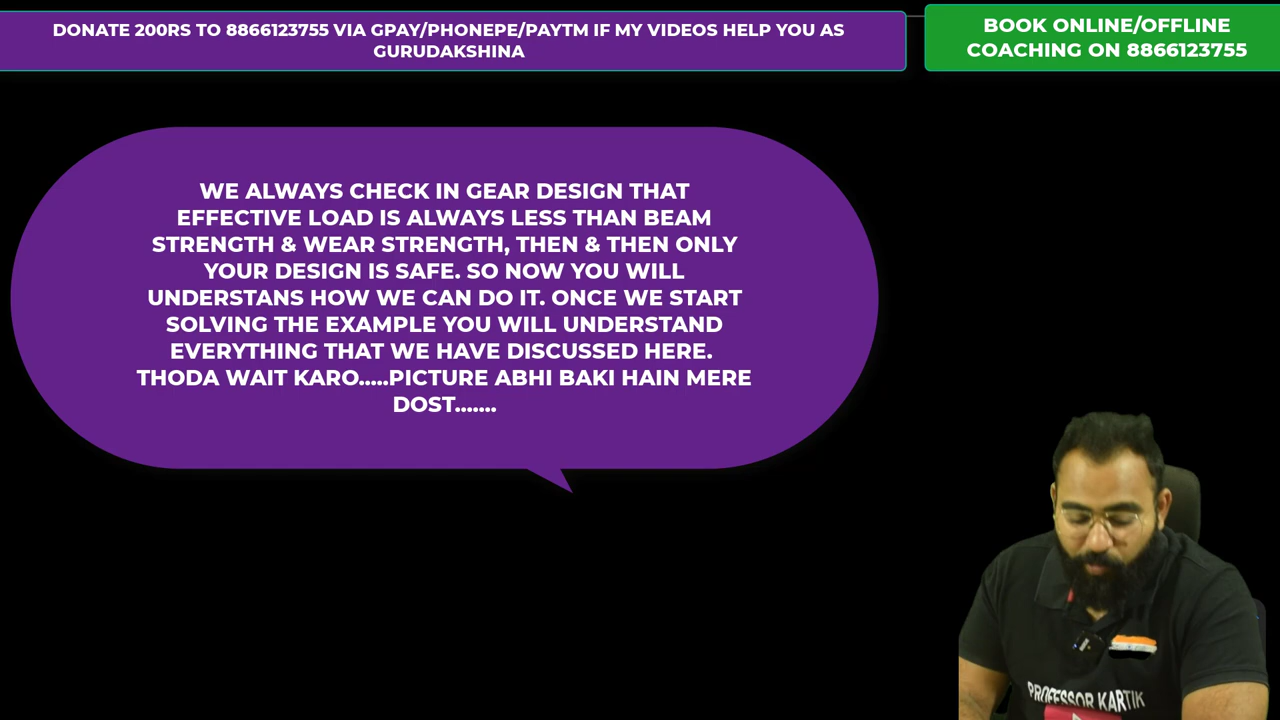 DONATE 200RS TO 8866123755 VIA GPAY/PHONEPE/PAYTM IF MY VIDEOS HELP YOU AS
GURUDAKSHINA
BOOK ONLINE/OFFLINE
COACHING ON 8866123755
WE ALWAYS CHECK IN GEAR DESIGN THAT
EFFECTIVE LOAD IS ALWAYS LESS THAN BEAM
STRENGTH & WEAR STRENGTH, THEN & THEN ONLY
YOUR DESIGN IS SAFE. SO NOW YOU WILL
UNDERSTANS HOW WE CAN DO IT. ONCE WE START
SOLVING THE EXAMPLE YOU WILL UNDERSTAND
EVERYTHING THAT WE HAVE DISCUSSED HERE.
THODA WAIT KARO.....PICTURE ABHI BAKI HAIN MERE
DOST.......
PROFESSOR KARTIK